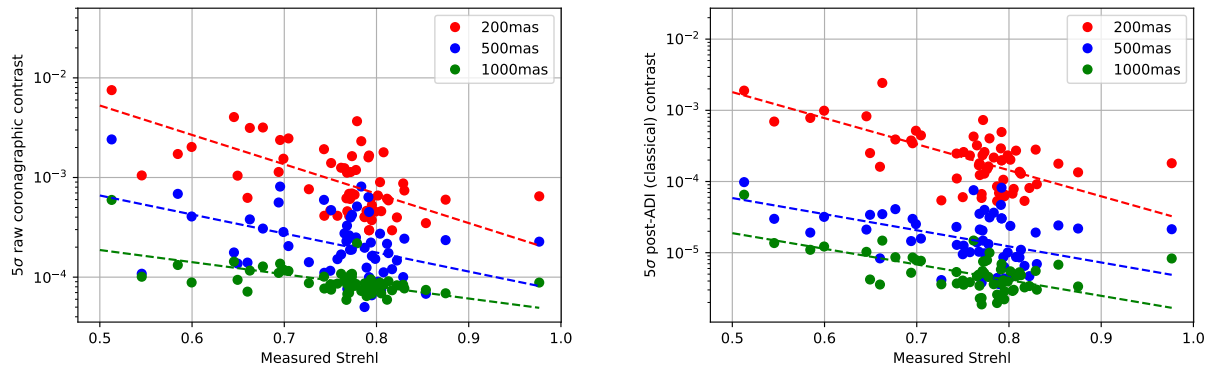 5σ raw coronagraphic contrast
10⁻²
10⁻³
10⁻⁴
200mas
500mas
1000mas
0.5 0.6 0.7 0.8 0.9 1.0
Measured Strehl
5σ post-ADI (classical) contrast
10⁻²
10⁻³
10⁻⁴
10⁻⁵
200mas
500mas
1000mas
0.5 0.6 0.7 0.8 0.9 1.0
Measured Strehl